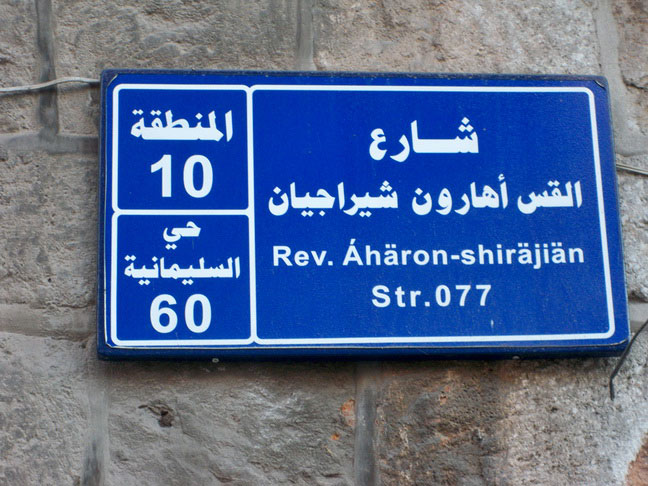 شارع
القس أهارون شيراجيان
Rev. Áhäron-shiräjiän
Str.077
المنطقة
10
حي
السليمانية
60